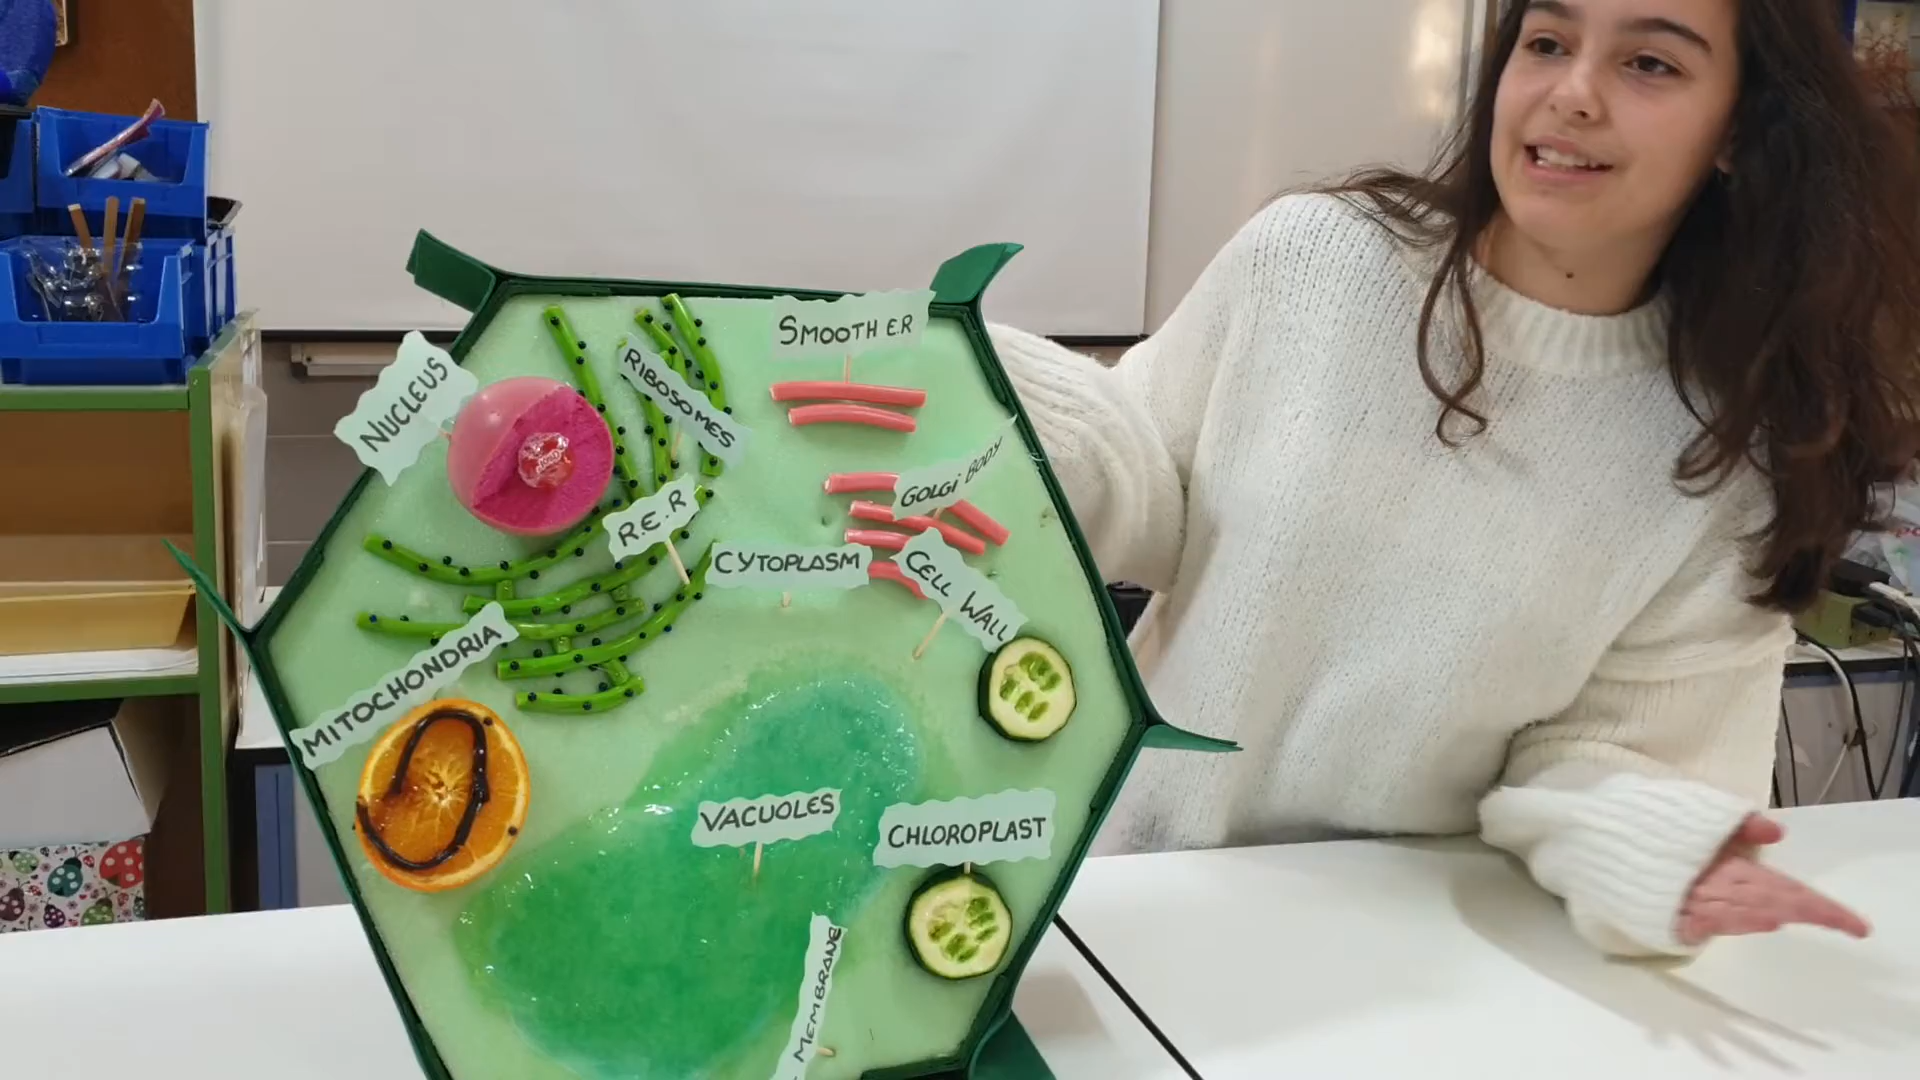 SMOOTH E.R
NUCLEUS
RIBOSOMES
GOLGI BODY
R.E.R
CYTOPLASM
CELL WALL
MITOCHONDRIA
VACUOLES
CHLOROPLAST
MEMBRANE